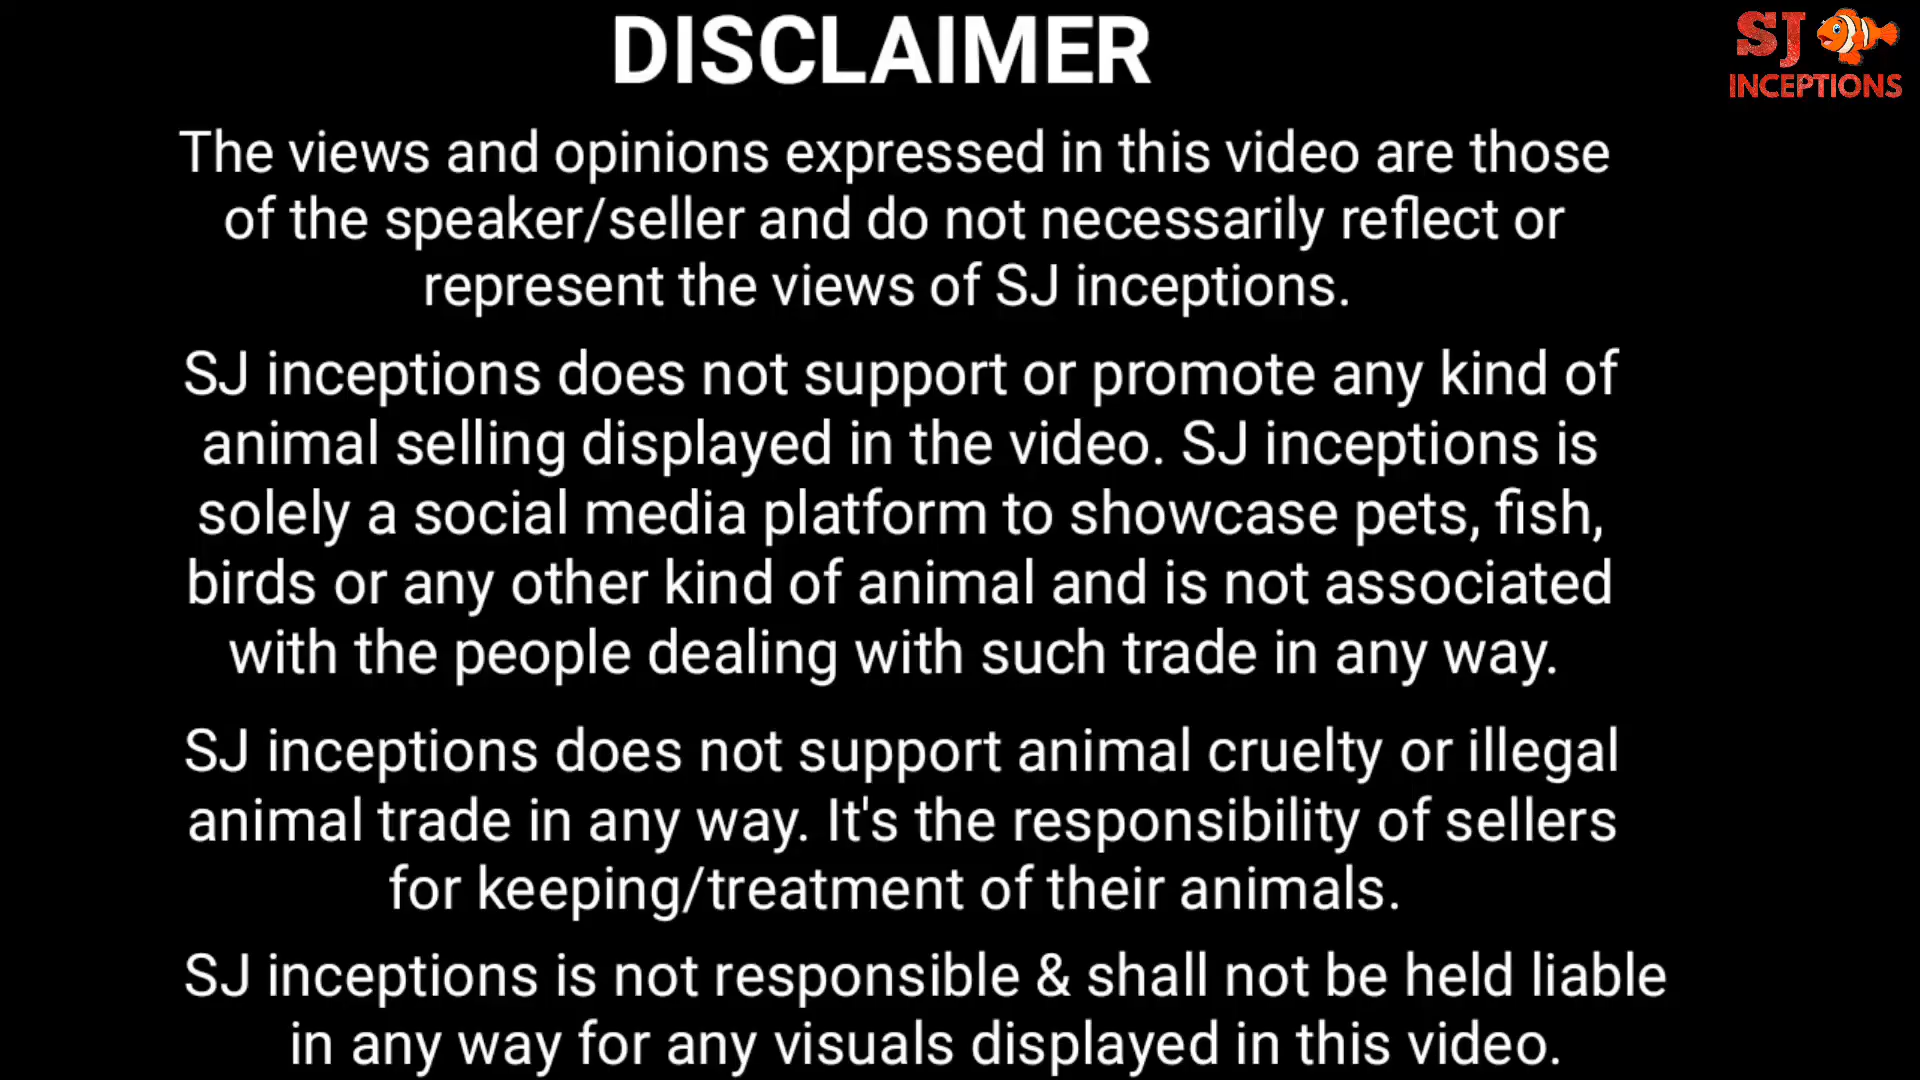 DISCLAIMER
SJ
INCEPTIONS
The views and opinions expressed in this video are those
of the speaker/seller and do not necessarily reflect or
represent the views of SJ inceptions.
SJ inceptions does not support or promote any kind of
animal selling displayed in the video. SJ inceptions is
solely a social media platform to showcase pets, fish,
birds or any other kind of animal and is not associated
with the people dealing with such trade in any way.
SJ inceptions does not support animal cruelty or illegal
animal trade in any way. It's the responsibility of sellers
for keeping/treatment of their animals.
SJ inceptions is not responsible & shall not be held liable
in any way for any visuals displayed in this video.